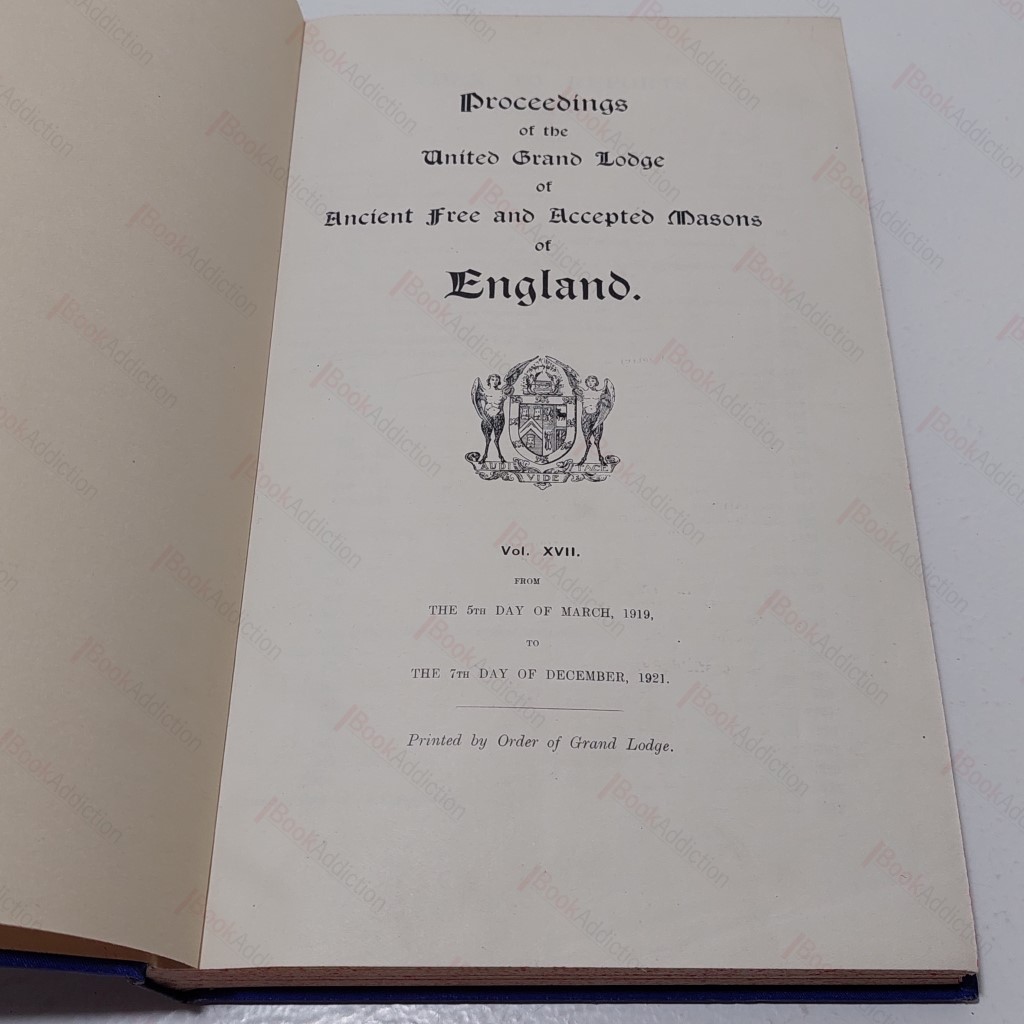 Proceedings
of the
United Grand Lodge
of
Ancient Free and Accepted Masons
of
England.
AUDI VIDE TACE
Vol. XVII.
FROM
THE 5TH DAY OF MARCH, 1919,
TO
THE 7TH DAY OF DECEMBER, 1921.
Printed by Order of Grand Lodge.
BookAddiction